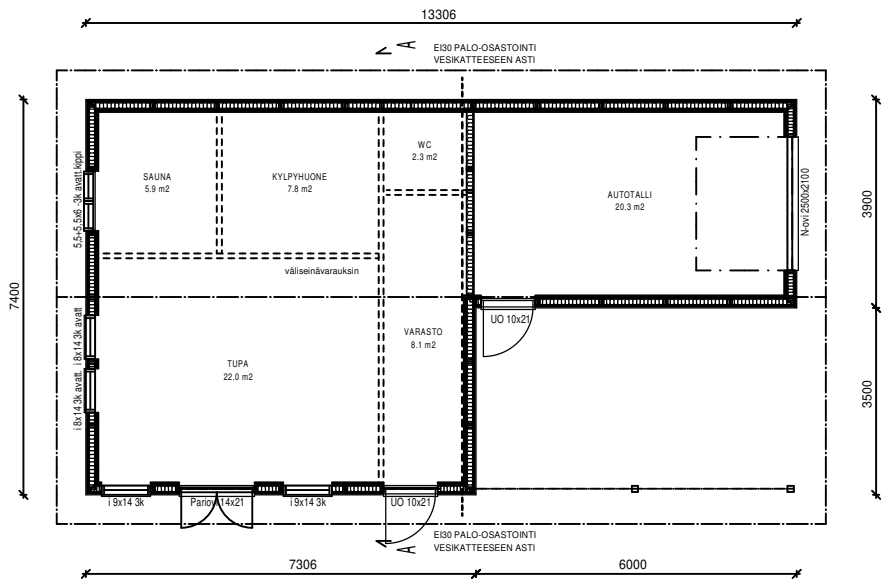 13306
A
EI30 PALO-OSASTOINTI
VESIKATTEESEEN ASTI
WC
2.3 m2
SAUNA
5.9 m2
KYLPYHUONE
7.8 m2
AUTOTALLI
20.3 m2
5,5+5,5x6 -3k avatt.kippi
N-ovi 2500x2100
3900
7400
väliseinävarauksin
UO 10x21
i 8x14 3k avatt
VARASTO
8.1 m2
TUPA
22.0 m2
i 8x14 3k avatt.
3500
i 9x14 3k
Pariovi 14x21
i 9x14 3k
UO 10x21
A
EI30 PALO-OSASTOINTI
VESIKATTEESEEN ASTI
7306
6000